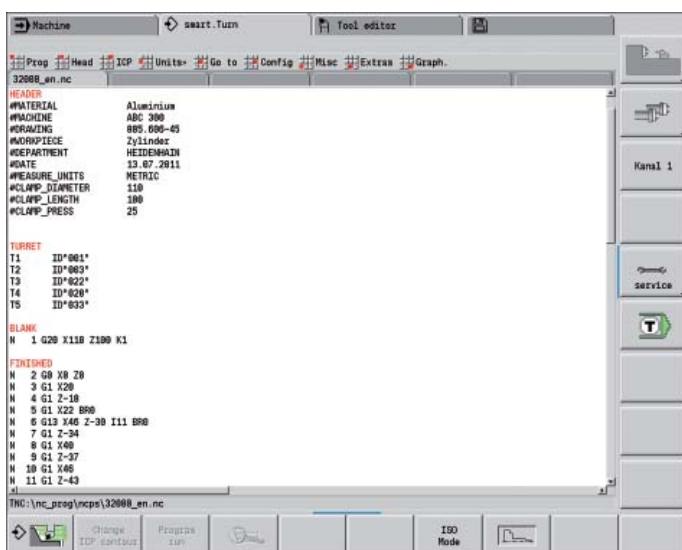 Machine smart.Turn Tool editor
Prog Head ICP Units» Go to Config Misc Extras Graph.
32088_en.nc
HEADER
#MATERIAL Aluminium
#MACHINE ABC 300
#DRAWING
#WORKPIECE Zylinder
#DEPARTMENT HEIDENHAIN
#DATE 13.07.2011
#MEASURE_UNITS METRIC
#CLAMP_DIAMETER 110
#CLAMP_LENGTH 100
#CLAMP_PRESS 25
TURRET
T1 ID"001"
T2 ID"003"
T3 ID"022"
T4 ID"020"
T5 ID"033"
BLANK
N 1 G20 X110 Z100 K1
FINISHED
N 2 G0 X0 Z0
N 3 G1 X20
N 4 G1 Z-10
N 5 G1 X22 BR0
N 6 G13 X46 Z-30 I11 BR0
N 7 G1 Z-34
N 8 G1 X40
N 9 G1 Z-37
N 10 G1 X46
N 11 G1 Z-43
TNC:\nc_prog\ncps\32088_en.nc
Kanal 1
service
T
Change ICP contour
Program run
ISO Mode